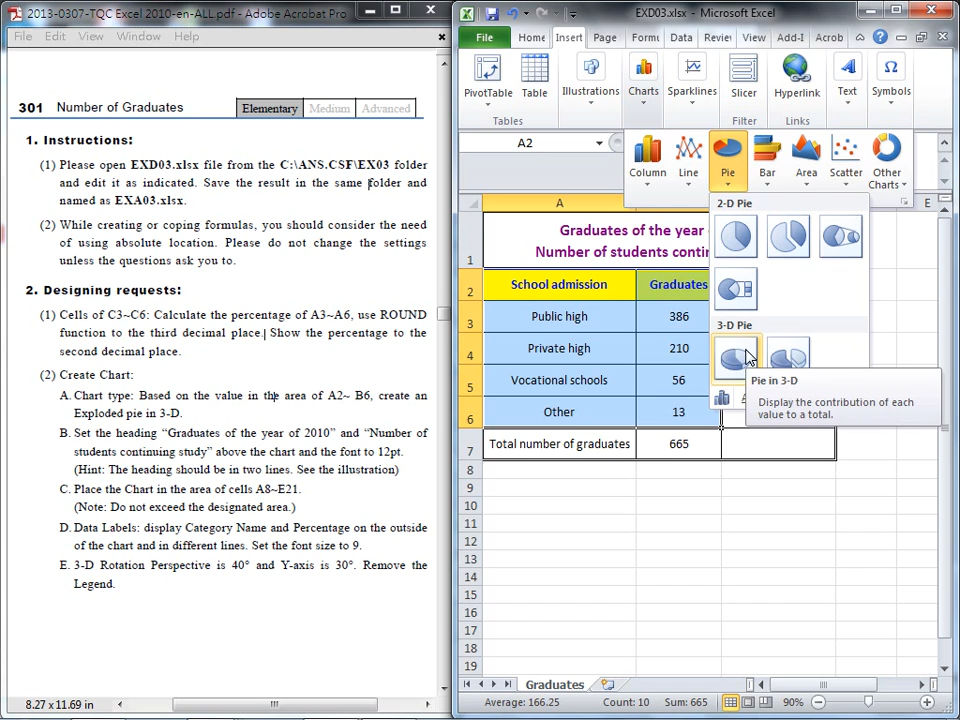 2013-0307-TQC Excel 2010-en-ALL.pdf - Adobe Acrobat Pro
File Edit View Window Help
301 Number of Graduates Elementary Medium Advanced
1. Instructions:
(1) Please open EXD03.xlsx file from the C:\ANS.CSF\EX03 folder
and edit it as indicated. Save the result in the same folder and
named as EXA03.xlsx.
(2) While creating or coping formulas, you should consider the need
of using absolute location. Please do not change the settings
unless the questions ask you to.
2. Designing requests:
(1) Cells of C3~C6: Calculate the percentage of A3~A6, use ROUND
function to the third decimal place. Show the percentage to the
second decimal place.
(2) Create Chart:
A. Chart type: Based on the value in the area of A2~ B6, create an
Exploded pie in 3-D.
B. Set the heading “Graduates of the year of 2010” and “Number of
students continuing study” above the chart and the font to 12pt.
(Hint: The heading should be in two lines. See the illustration)
C. Place the Chart in the area of cells A8~E21.
(Note: Do not exceed the designated area.)
D. Data Labels: display Category Name and Percentage on the outside
of the chart and in different lines. Set the font size to 9.
E. 3-D Rotation Perspective is 40° and Y-axis is 30°. Remove the
Legend.
8.27 x 11.69 in
EXD03.xlsx - Microsoft Excel
File Home Insert Page Formu Data Review View Add-I Acrob
PivotTable Table Illustrations Charts Sparklines Slicer Hyperlink Text Symbols
Tables Filter Links
A2
Column Line Pie Bar Area Scatter Other
Charts
2-D Pie
3-D Pie
Pie in 3-D
Display the contribution of each
value to a total.
A E
1 Graduates of the year
Number of students conti
2 School admission Graduates
3 Public high 386
4 Private high 210
5 Vocational schools 56
6 Other 13
7 Total number of graduates 665
8
9
10
11
12
13
14
15
16
17
18
19
Graduates
Average: 166.25 Count: 10 Sum: 665 90%